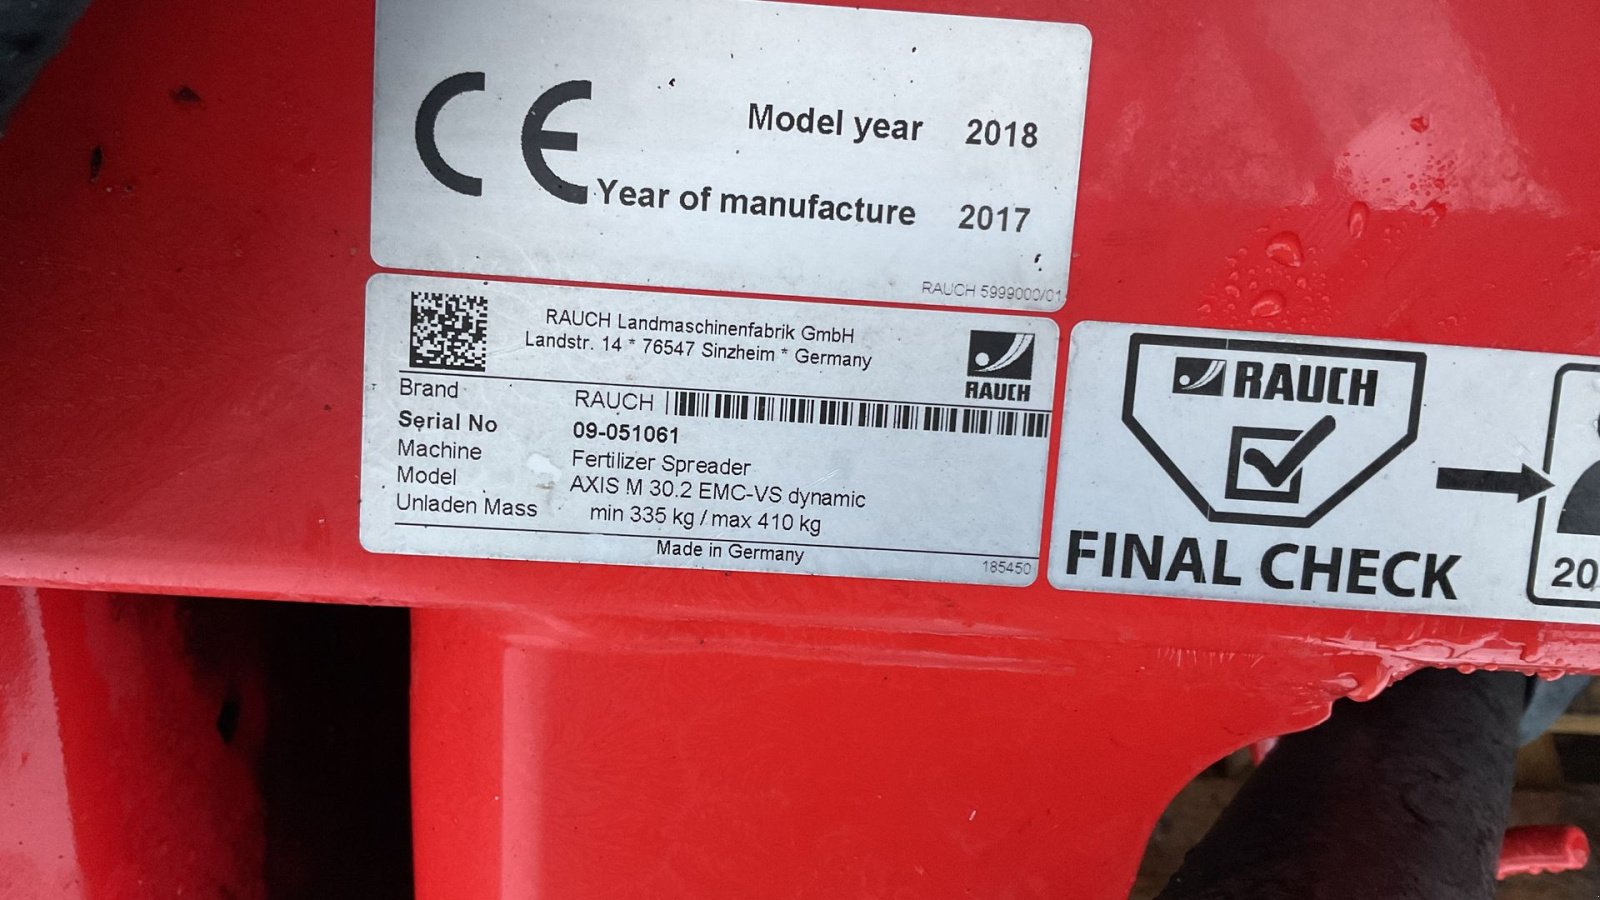 CE
Model year 2018
Year of manufacture 2017
RAUCH 5999000/01
RAUCH Landmaschinenfabrik GmbH
Landstr. 14 * 76547 Sinzheim * Germany
RAUCH
Brand RAUCH
Serial No 09-051061
Machine Fertilizer Spreader
Model AXIS M 30.2 EMC-VS dynamic
Unladen Mass min 335 kg / max 410 kg
Made in Germany
185450
RAUCH
FINAL CHECK